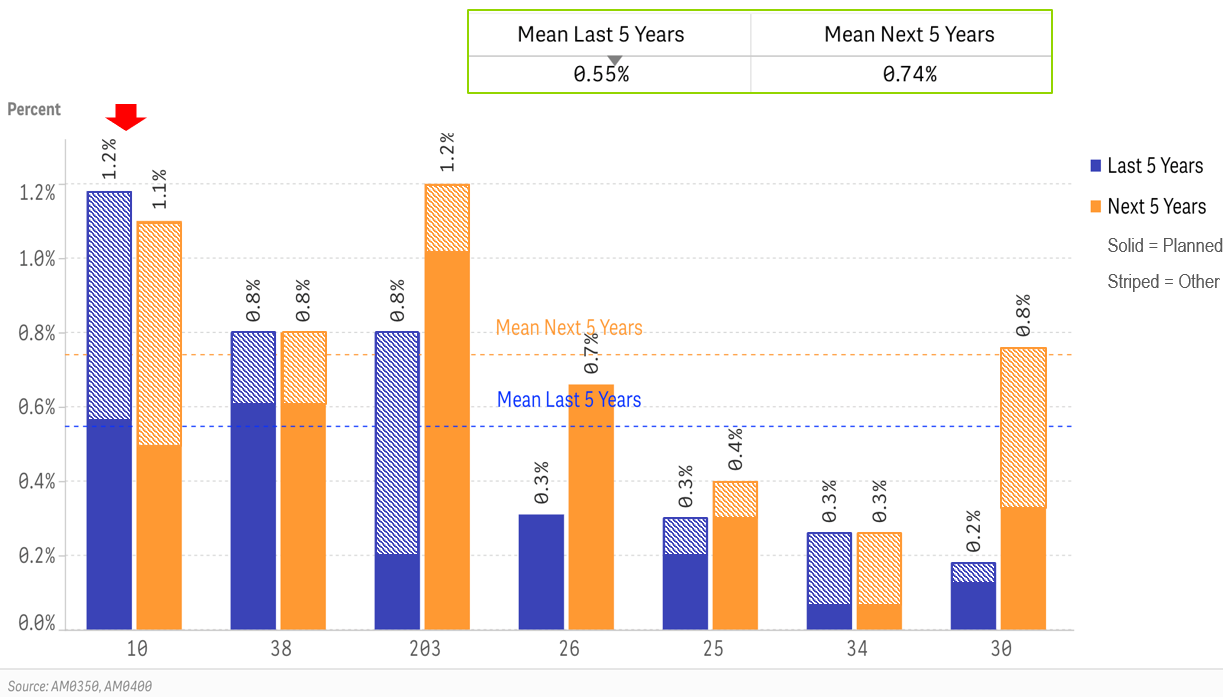 Mean Last 5 Years Mean Next 5 Years
0.55% 0.74%
Percent
1.2% 1.1% 0.8% 0.8% 0.8% 1.2% 0.3% 0.7% 0.3% 0.4% 0.3% 0.3% 0.2% 0.8%
Last 5 Years
Next 5 Years
Solid = Planned
Striped = Other
1.2%
1.0%
0.8%
0.6%
0.4%
0.2%
0.0%
Mean Next 5 Years
Mean Last 5 Years
10 38 203 26 25 34 30
Source: AM0350, AM0400